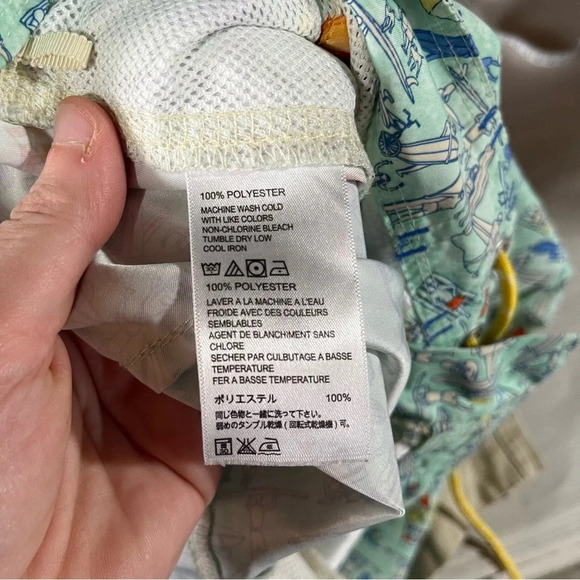 100% POLYESTER
MACHINE WASH COLD
WITH LIKE COLORS
NON-CHLORINE BLEACH
TUMBLE DRY LOW
COOL IRON
100% POLYESTER
LAVER A LA MACHINE A L'EAU
FROIDE AVEC DES COULEURS
SEMBLABLES
AGENT DE BLANCHIMENT SANS
CHLORE
SECHER PAR CULBUTAGE A BASSE
TEMPERATURE
FER A BASSE TEMPERATURE
ポリエステル 100%
同じ色物と一緒に洗って下さい。
弱めのタンブル乾燥（回転式乾燥機）可。